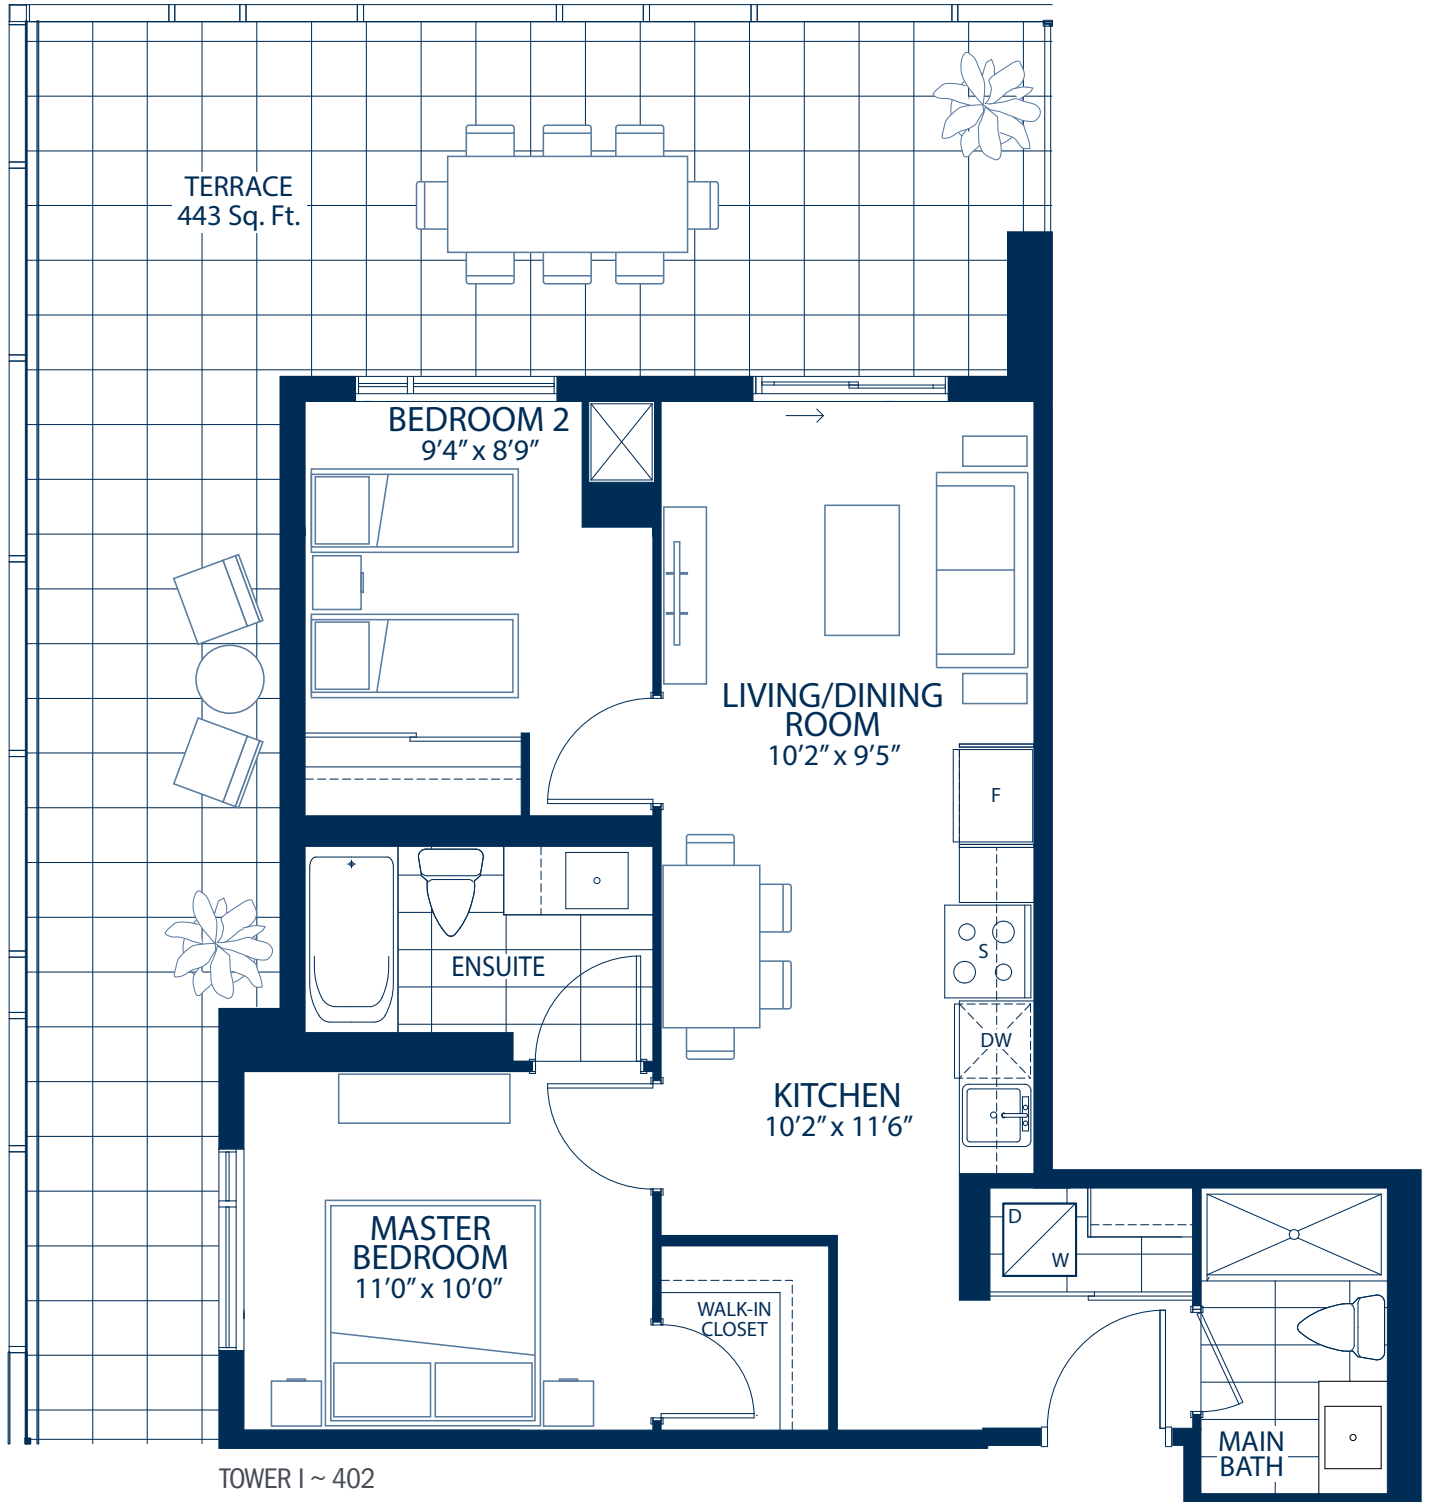 TERRACE
443 Sq. Ft.
BEDROOM 2
9’4” x 8’9”
LIVING/DINING
ROOM
10’2” x 9’5”
F
S
ENSUITE
DW
KITCHEN
10’2” x 11’6”
D
W
MASTER
BEDROOM
11’0” x 10’0”
WALK-IN
CLOSET
MAIN
BATH
TOWER I ~ 402